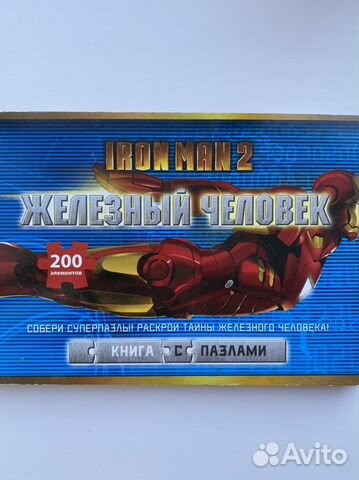 IRON MAN 2
ЖЕЛЕЗНЫЙ ЧЕЛОВЕК
200
элементов
СОБЕРИ СУПЕРПАЗЛЫ! РАСКРОЙ ТАЙНЫ ЖЕЛЕЗНОГО ЧЕЛОВЕКА!
КНИГА С ПАЗЛАМИ
Avito